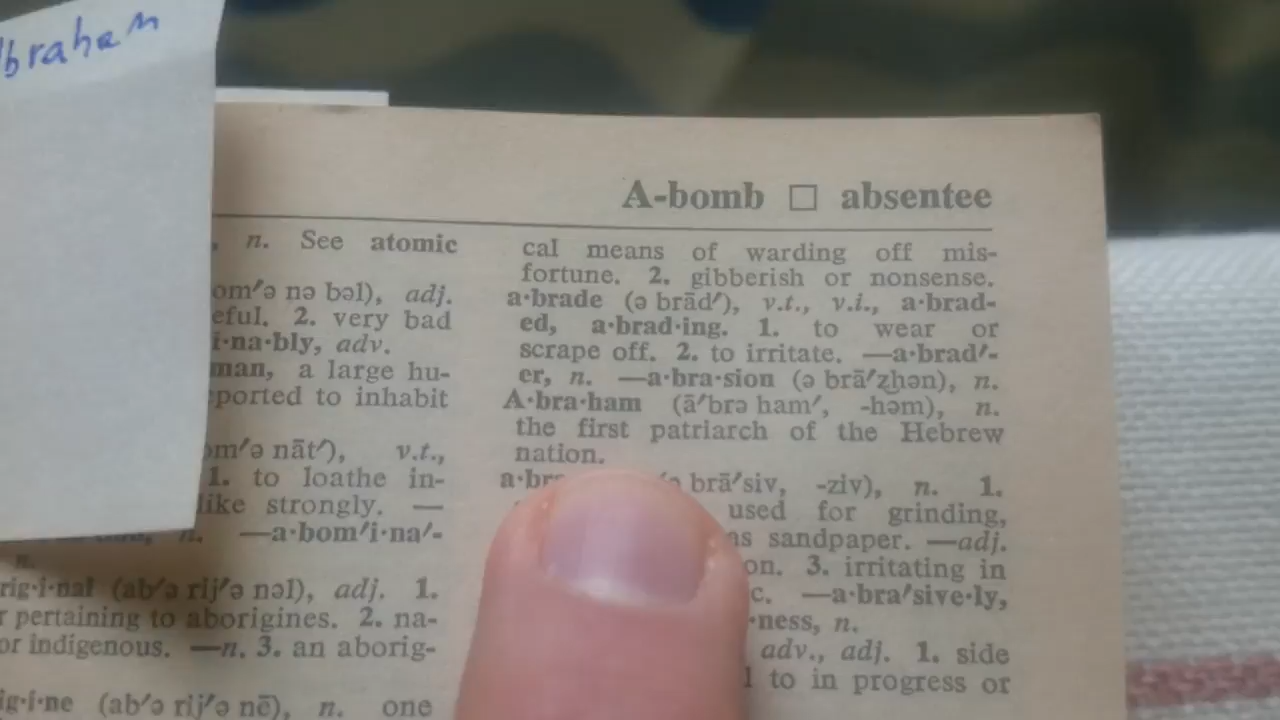 braham
A-bomb □ absentee
, n. See atomic
om′ə nə bəl), adj.
eful. 2. very bad
i·na·bly, adv.
man, a large hu-
ported to inhabit
om′ə nāt′), v.t.,
1. to loathe in-
like strongly. —
n. —a·bom′i·na′-
n.
rig·i·nal (ab′ə rij′ə nəl), adj. 1.
r pertaining to aborigines. 2. na-
or indigenous. —n. 3. an aborig-
ig·i·ne (ab′ə rij′ə nē), n. one
cal means of warding off mis-
fortune. 2. gibberish or nonsense.
a·brade (ə brād′), v.t., v.i., a·brad-
ed, a·brad·ing. 1. to wear or
scrape off. 2. to irritate. —a·brad′-
er, n. —a·bra·sion (ə brā′zhən), n.
A·bra·ham (ā′brə ham′, -həm), n.
the first patriarch of the Hebrew
nation.
a·br ə brā′siv, -ziv), n. 1.
used for grinding,
as sandpaper. —adj.
on. 3. irritating in
c. —a·bra′sive·ly,
·ness, n.
adv., adj. 1. side
to in progress or